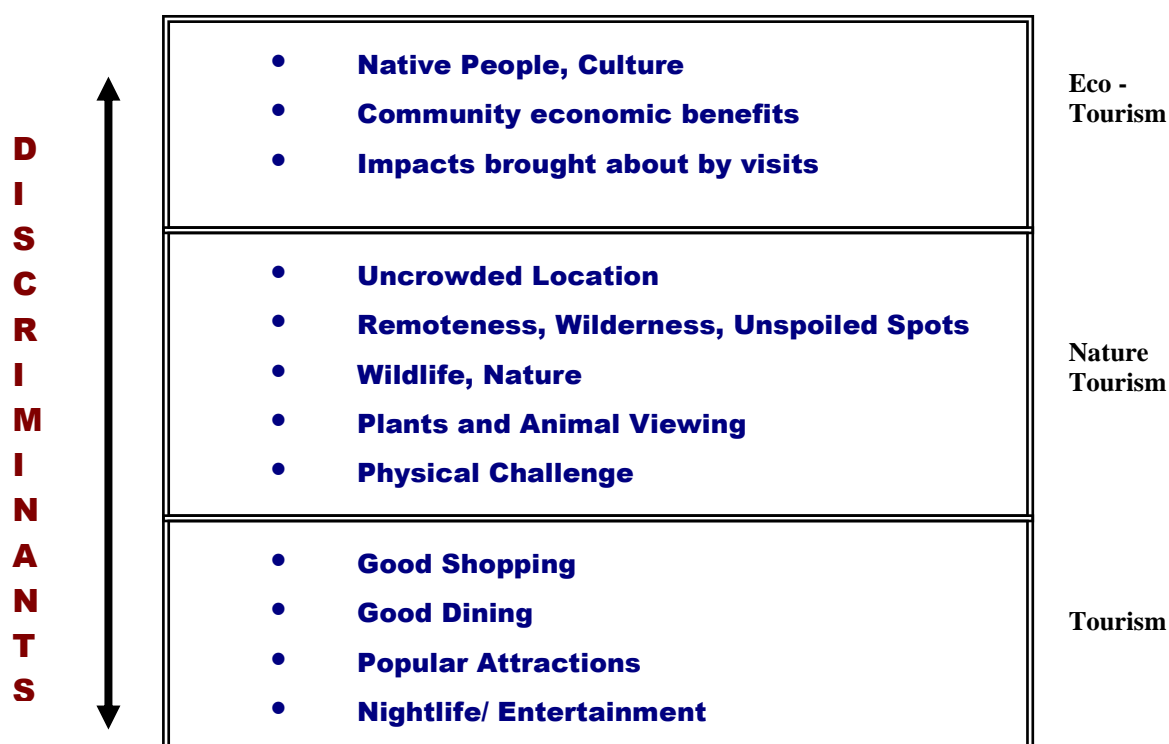 DISCRIMINANTS
• Native People, Culture
• Community economic benefits
• Impacts brought about by visits
Eco -
Tourism
• Uncrowded Location
• Remoteness, Wilderness, Unspoiled Spots
• Wildlife, Nature
• Plants and Animal Viewing
• Physical Challenge
Nature
Tourism
• Good Shopping
• Good Dining
• Popular Attractions
• Nightlife/ Entertainment
Tourism